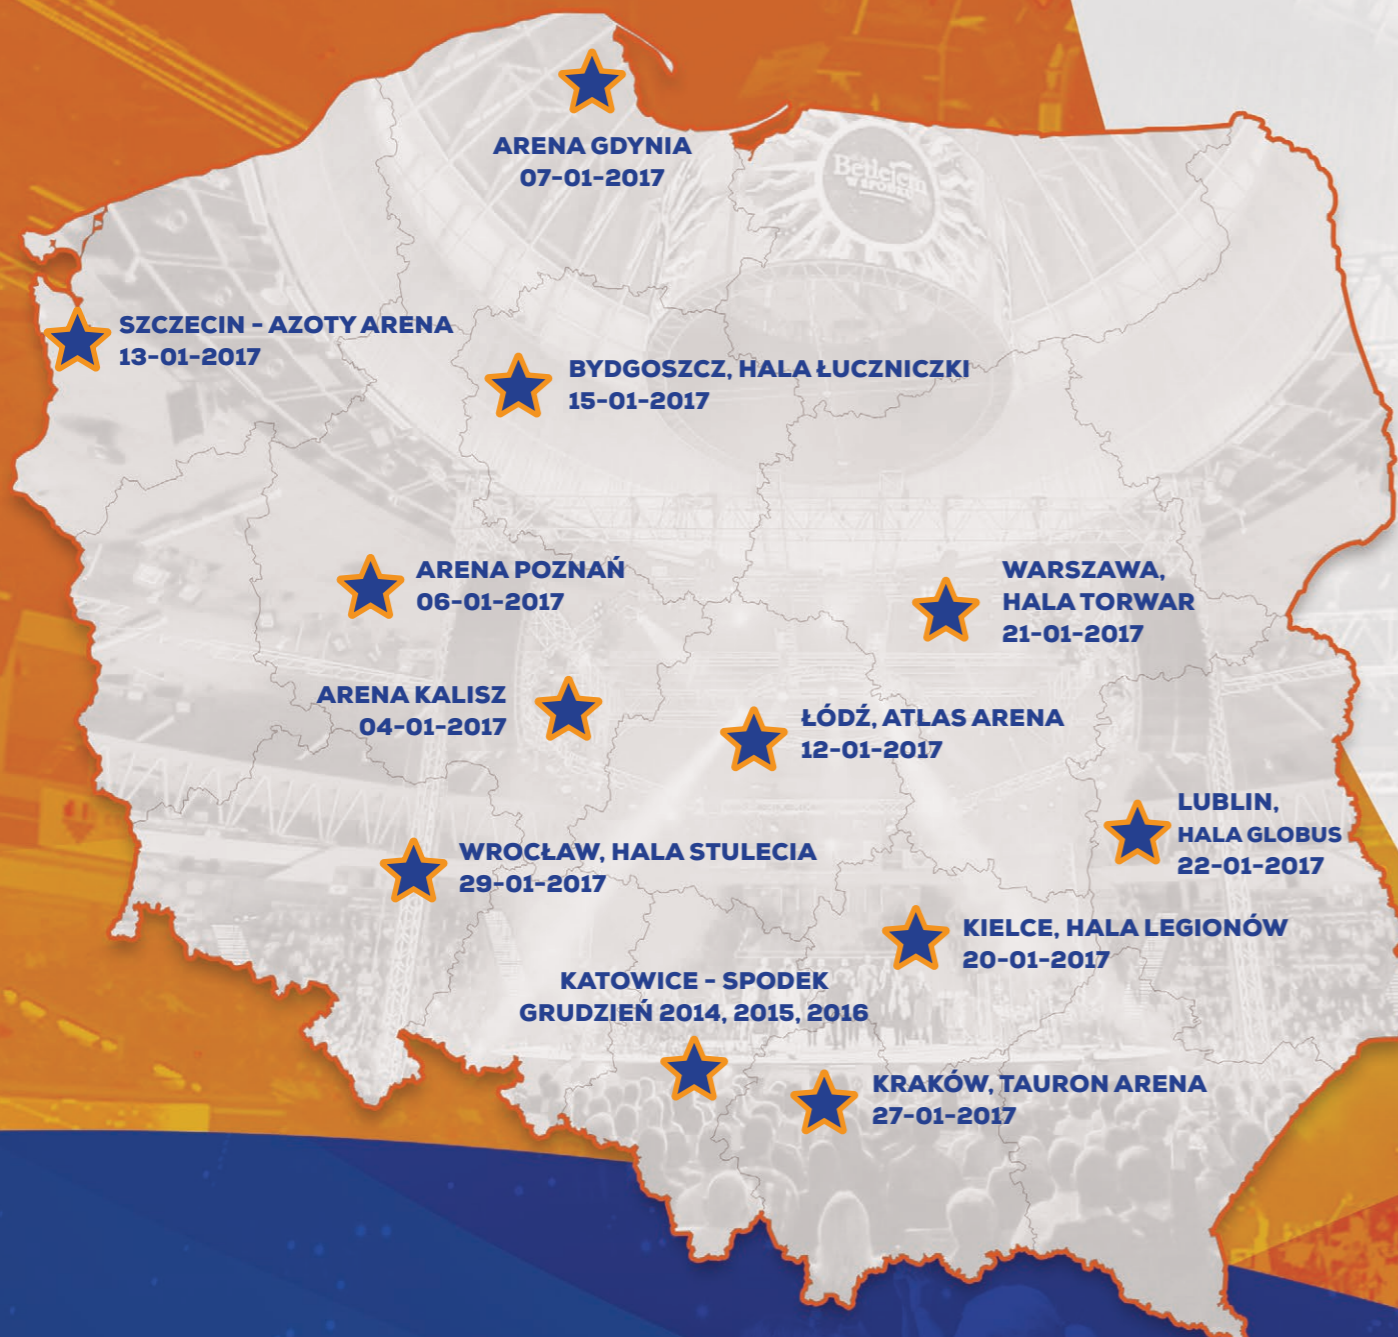 ARENA GDYNIA
07-01-2017
Betlejem
W SPODKU
SZCZECIN - AZOTY ARENA
13-01-2017
BYDGOSZCZ, HALA ŁUCZNICZKI
15-01-2017
ARENA POZNAŃ
06-01-2017
WARSZAWA,
HALA TORWAR
21-01-2017
ARENA KALISZ
04-01-2017
ŁÓDŹ, ATLAS ARENA
12-01-2017
LUBLIN,
HALA GLOBUS
22-01-2017
WROCŁAW, HALA STULECIA
29-01-2017
KIELCE, HALA LEGIONÓW
20-01-2017
KATOWICE - SPODEK
GRUDZIEŃ 2014, 2015, 2016
KRAKÓW, TAURON ARENA
27-01-2017